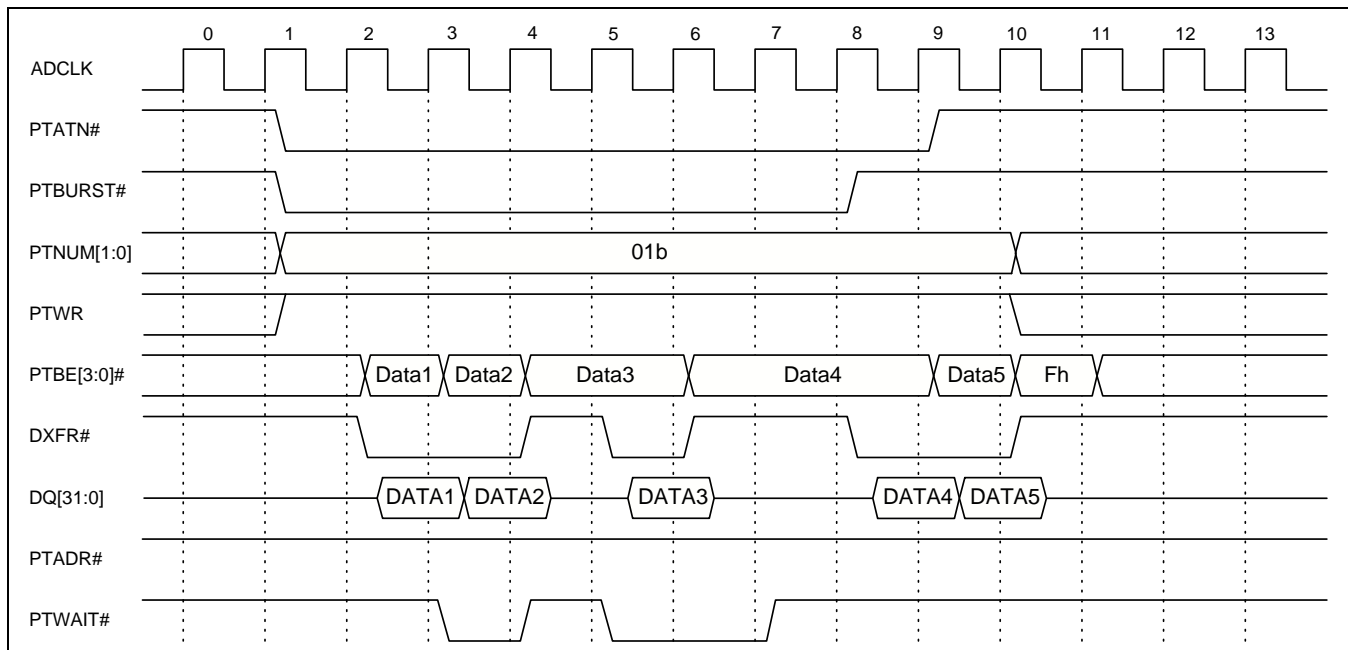 0 1 2 3 4 5 6 7 8 9 10 11 12 13
ADCLK
PTATN#
PTBURST#
PTNUM[1:0] 01b
PTWR
PTBE[3:0]# Data1 Data2 Data3 Data4 Data5 Fh
DXFR#
DQ[31:0] DATA1 DATA2 DATA3 DATA4 DATA5
PTADR#
PTWAIT#